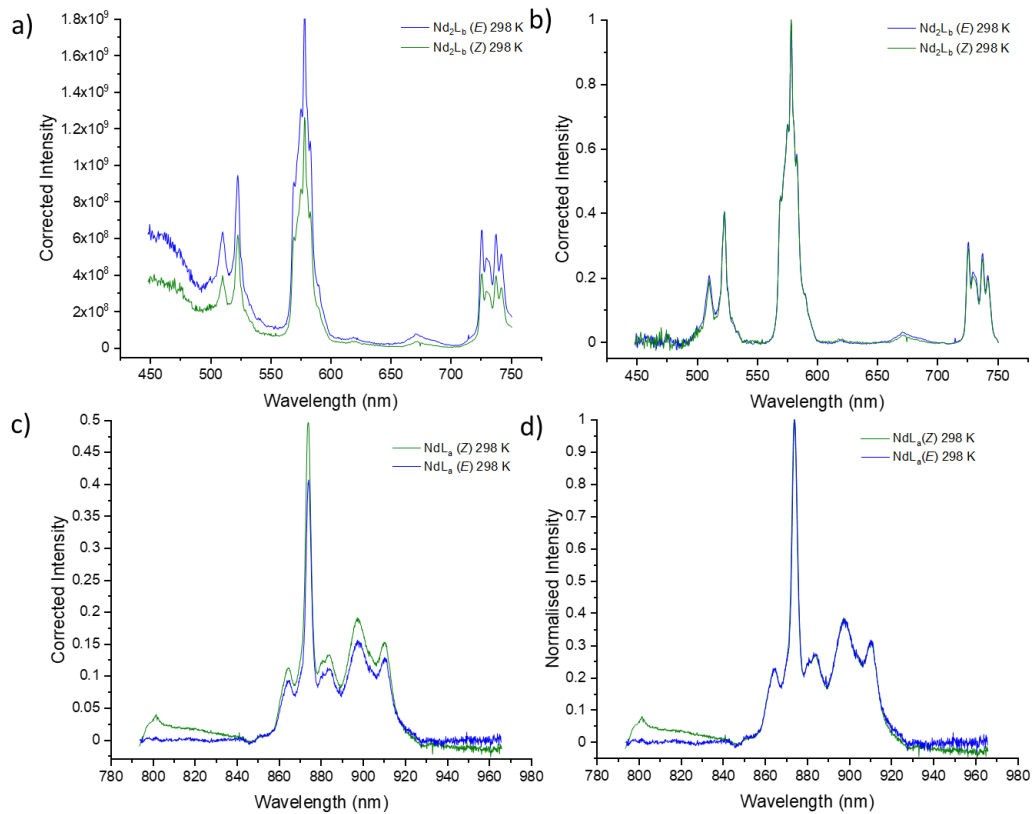 a)
Nd₂L_b (E) 298 K
Nd₂L_b (Z) 298 K
1.8x10⁹
1.6x10⁹
1.4x10⁹
1.2x10⁹
1x10⁹
8x10⁸
6x10⁸
4x10⁸
2x10⁸
0
Corrected Intensity
450 500 550 600 650 700 750
Wavelength (nm)
b)
Nd₂L_b (E) 298 K
Nd₂L_b (Z) 298 K
1
0.8
0.6
0.4
0.2
0
Corrected Intensity
450 500 550 600 650 700 750
Wavelength (nm)
c)
NdLₐ (Z) 298 K
NdLₐ (E) 298 K
0.5
0.45
0.4
0.35
0.3
0.25
0.2
0.15
0.1
0.05
0
Corrected Intensity
780 800 820 840 860 880 900 920 940 960 980
Wavelength (nm)
d)
NdLₐ(Z) 298 K
NdLₐ(E) 298 K
1
0.9
0.8
0.7
0.6
0.5
0.4
0.3
0.2
0.1
0
Normalised Intensity
780 800 820 840 860 880 900 920 940 960 980
Wavelength (nm)